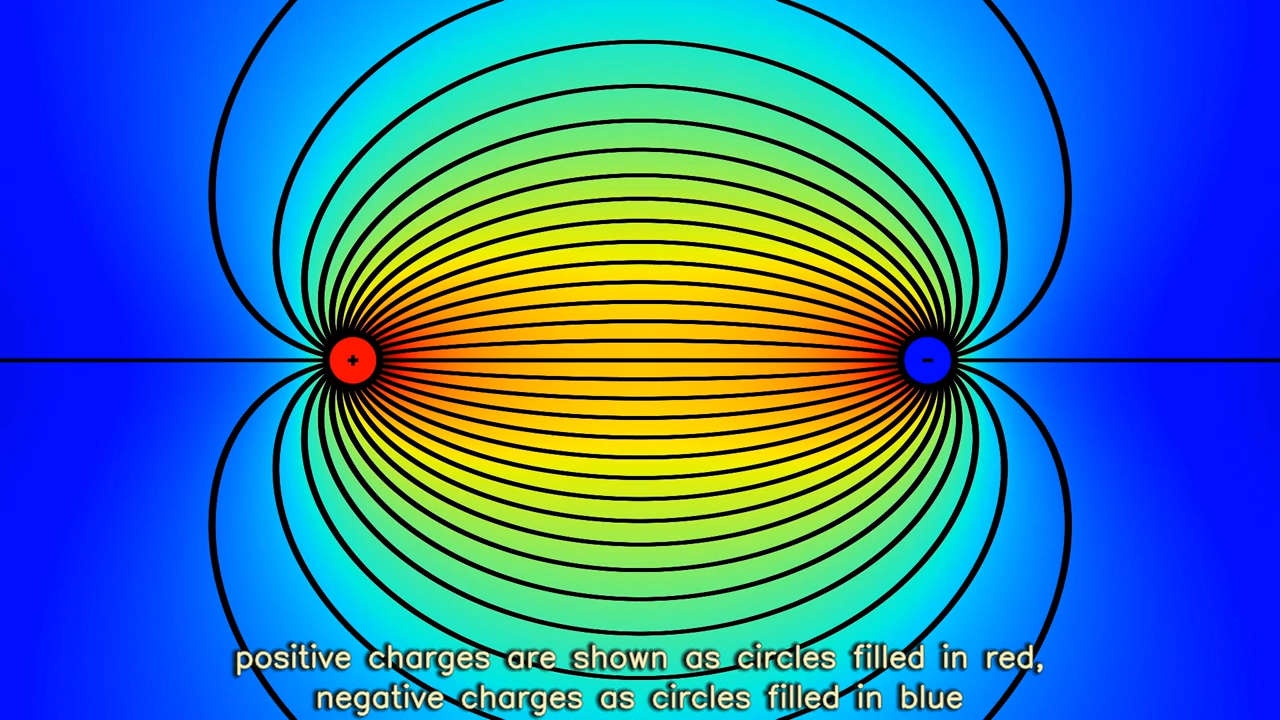 + -
positive charges are shown as circles filled in red,
negative charges as circles filled in blue